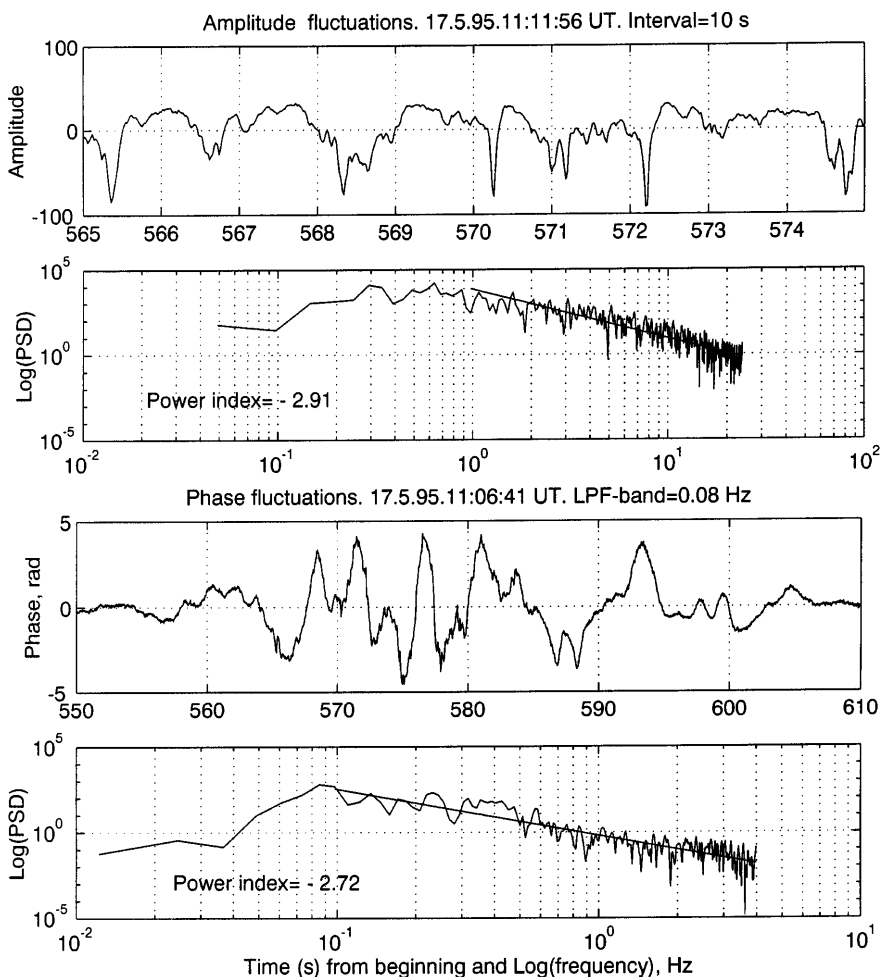 Amplitude fluctuations. 17.5.95.11:11:56 UT. Interval=10 s
100
0
-100
Amplitude
565 566 567 568 569 570 571 572 573 574
10^5
10^0
10^-5
Log(PSD)
Power index= - 2.91
10^-2 10^-1 10^0 10^1 10^2
Phase fluctuations. 17.5.95.11:06:41 UT. LPF-band=0.08 Hz
5
0
-5
Phase, rad
550 560 570 580 590 600 610
10^5
10^0
10^-5
Log(PSD)
Power index= - 2.72
10^-2 10^-1 10^0 10^1
Time (s) from beginning and Log(frequency), Hz